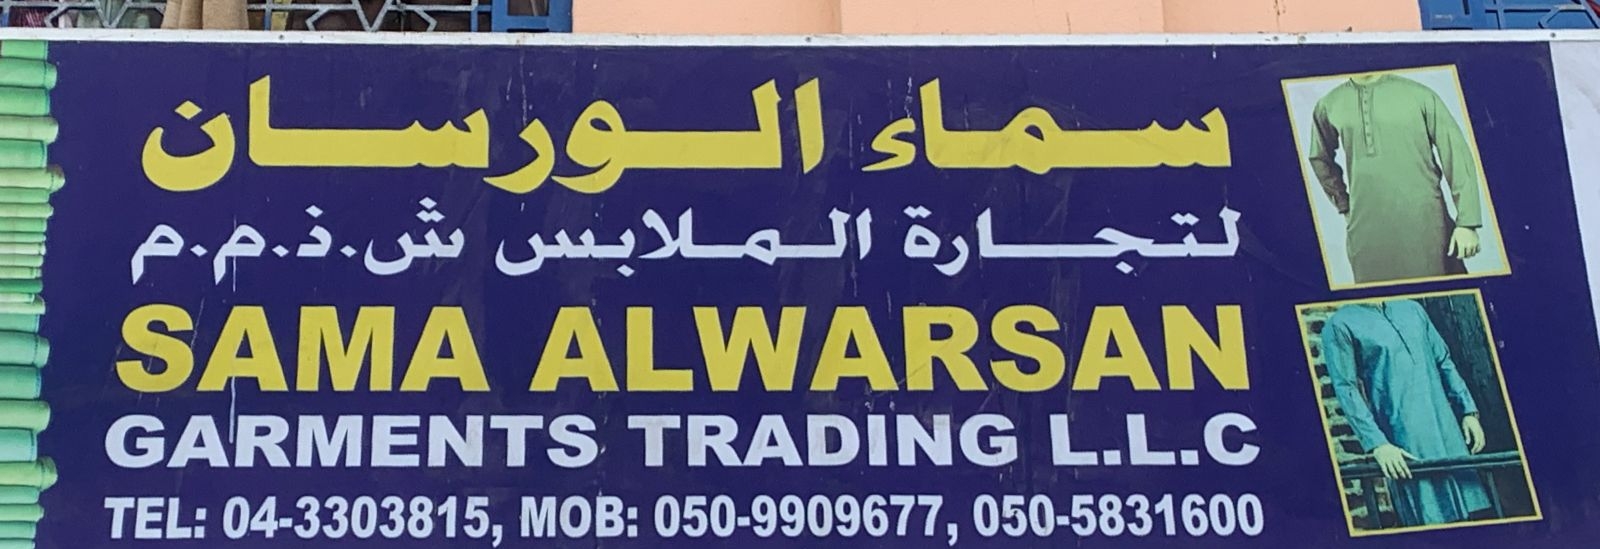 سماء الورسان
لتجارة الملابس ش.ذ.م.م
SAMA ALWARSAN
GARMENTS TRADING L.L.C
TEL: 04-3303815, MOB: 050-9909677, 050-5831600